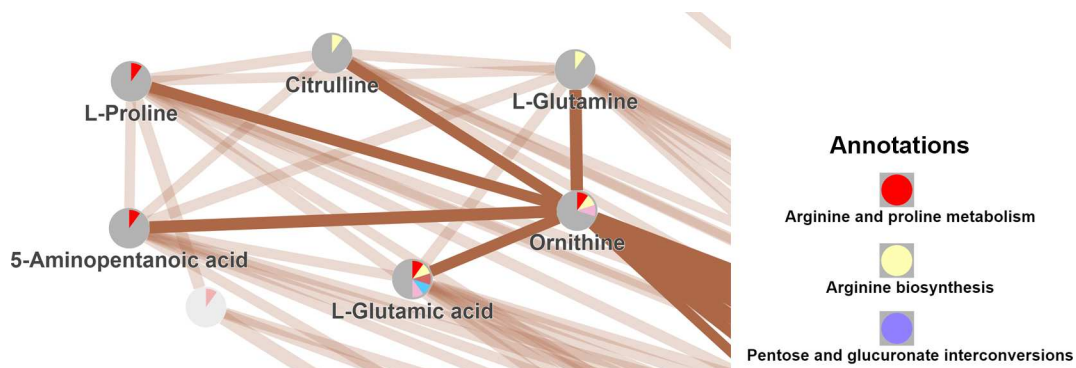 Citrulline
L-Proline
L-Glutamine
5-Aminopentanoic acid
Ornithine
L-Glutamic acid
Annotations
Arginine and proline metabolism
Arginine biosynthesis
Pentose and glucuronate interconversions